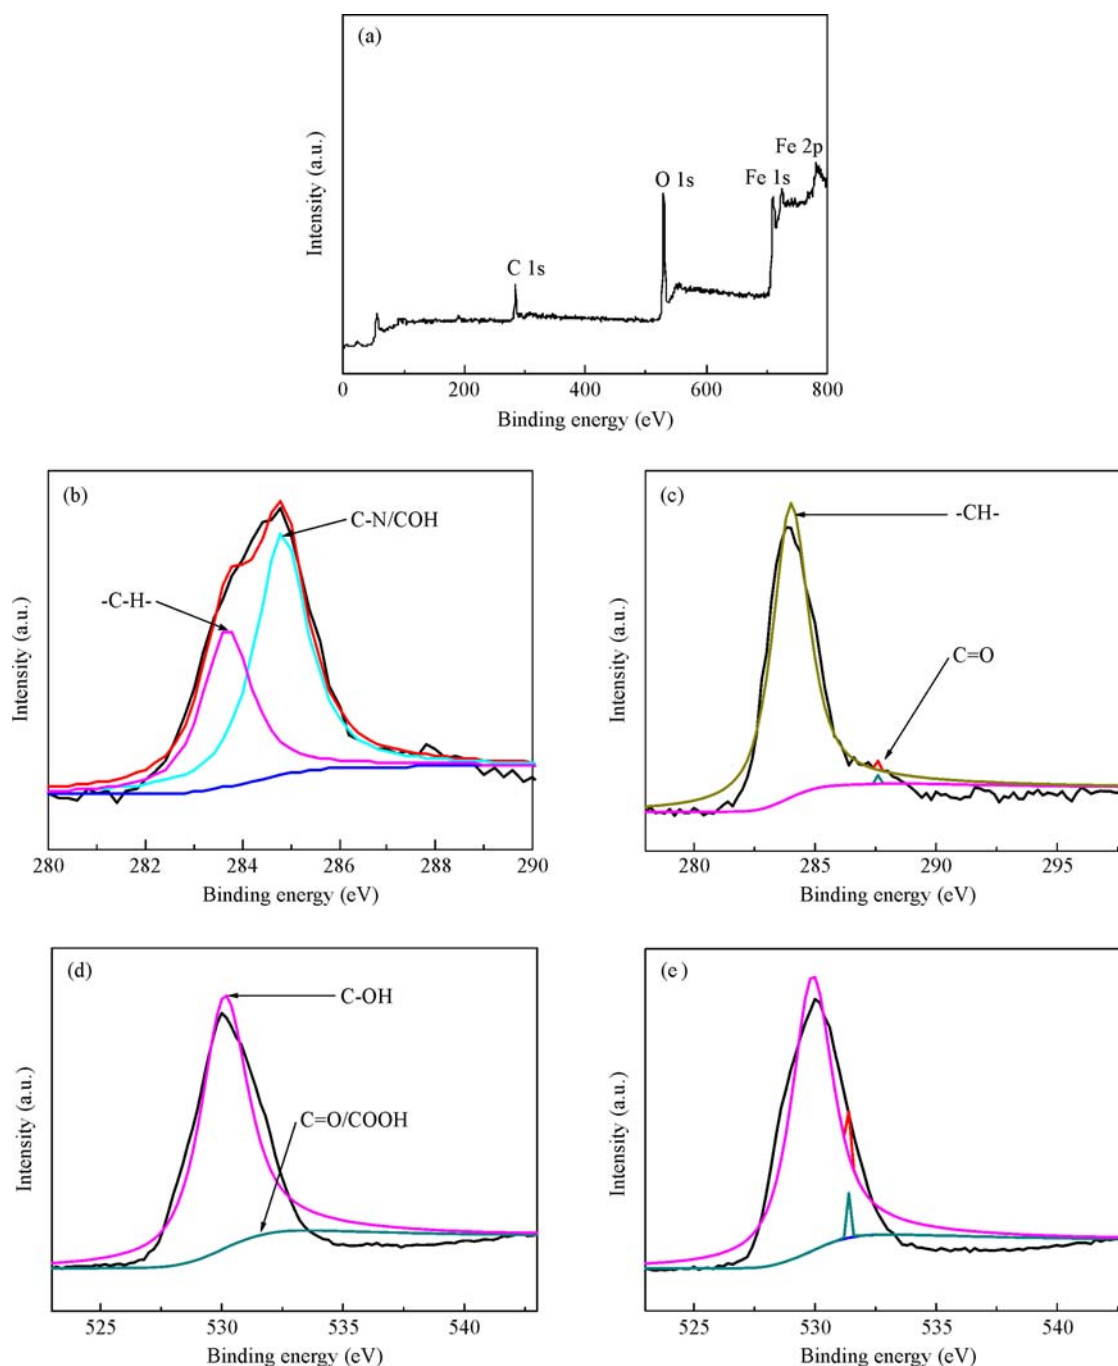 (a)
Fe 2p
O 1s
Fe 1s
C 1s
Intensity (a.u.)
0 200 400 600 800
Binding energy (eV)
(b)
C-N/COH
-C-H-
Intensity (a.u.)
280 282 284 286 288 290
Binding energy (eV)
(c)
-CH-
C=O
Intensity (a.u.)
280 285 290 295
Binding energy (eV)
(d)
C-OH
C=O/COOH
Intensity (a.u.)
525 530 535 540
Binding energy (eV)
(e)
Intensity (a.u.)
525 530 535 540
Binding energy (eV)